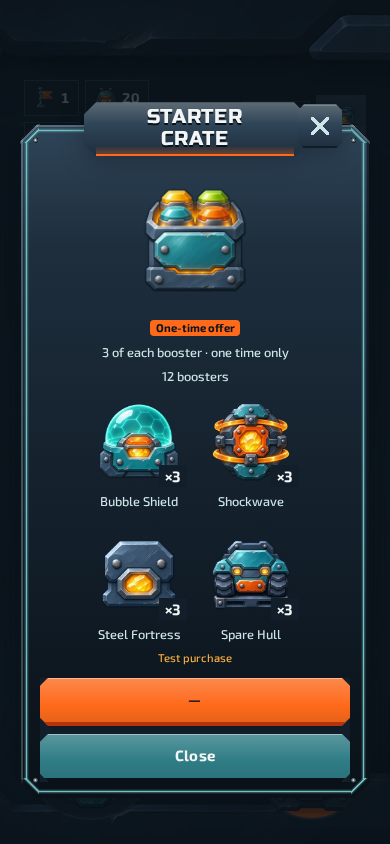 1
20
STARTER
CRATE
One-time offer
3 of each booster · one time only
12 boosters
×3
×3
Bubble Shield
Shockwave
×3
×3
Steel Fortress
Spare Hull
Test purchase
—
Close